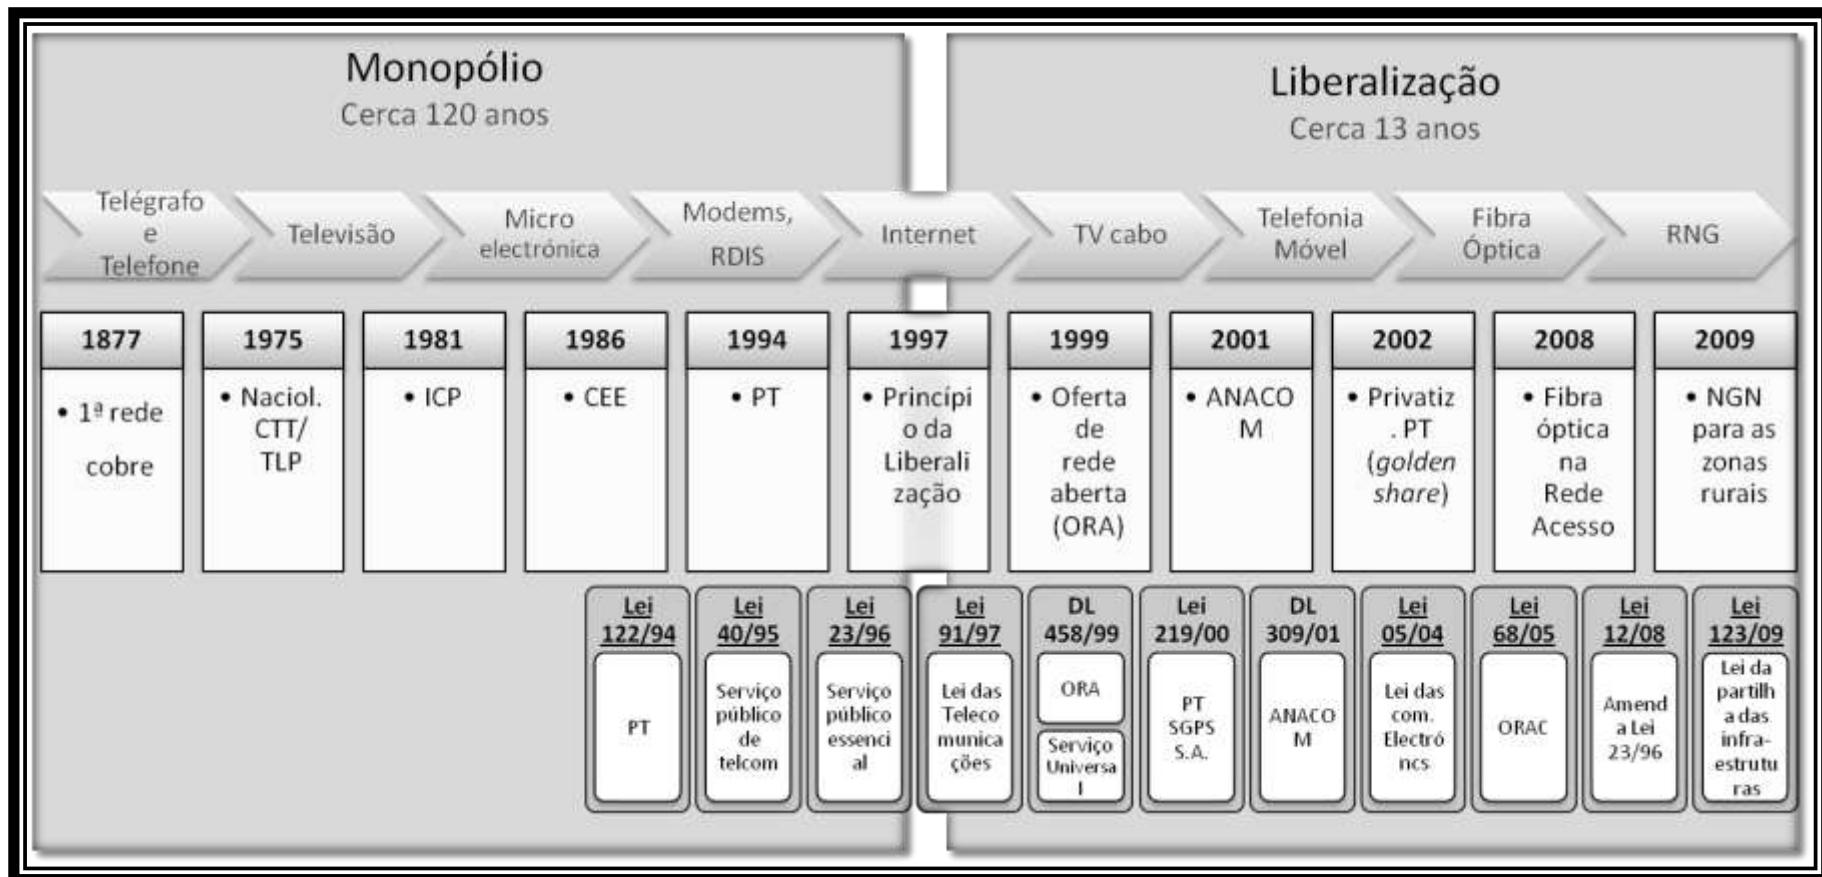 Monopólio
Cerca 120 anos
Liberalização
Cerca 13 anos
Telégrafo
e
Telefone
Televisão
Micro
electrónica
Modems,
RDIS
Internet
TV cabo
Telefonia
Móvel
Fibra
Óptica
RNG
1877
• 1ª rede
cobre
1975
• Naciol.
CTT/
TLP
1981
• ICP
1986
• CEE
1994
• PT
1997
• Princípi
o da
Liberali
zação
1999
• Oferta
de
rede
aberta
(ORA)
2001
• ANACO
M
2002
• Privatiz
. PT
(golden
share)
2008
• Fibra
óptica
na
Rede
Acesso
2009
• NGN
para as
zonas
rurais
Lei
122/94
PT
Lei
40/95
Serviço
público
de
telcom
Lei
23/96
Serviço
público
essenci
al
Lei
91/97
Lei das
Teleco
munica
ções
DL
458/99
ORA
Serviço
Universa
l
Lei
219/00
PT
SGPS
S.A.
DL
309/01
ANACO
M
Lei
05/04
Lei das
com.
Electró
ncs
Lei
68/05
ORAC
Lei
12/08
Amend
a Lei
23/96
Lei
123/09
Lei da
partilh
a das
infra-
estrutu
ras